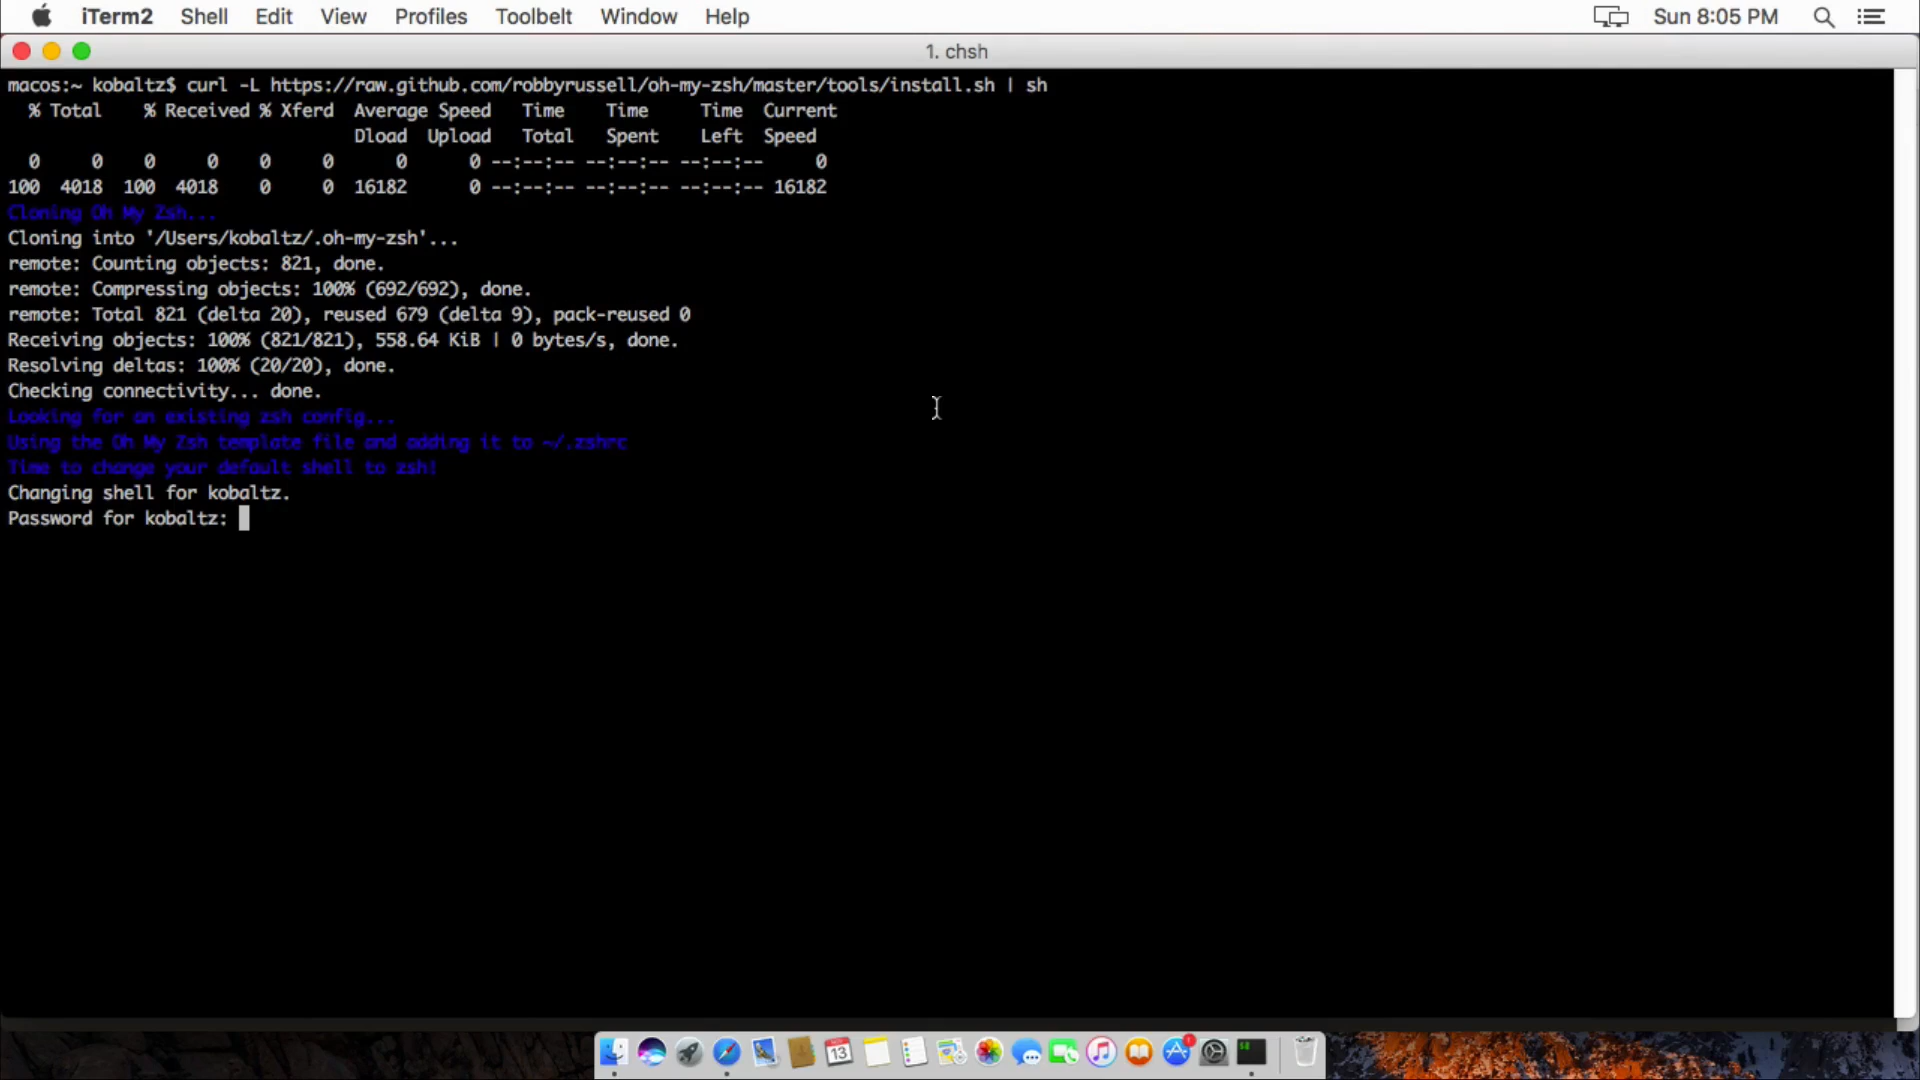 iTerm2 Shell Edit View Profiles Toolbelt Window Help Sun 8:05 PM
1. chsh
macos:~ kobaltz$ curl -L https://raw.github.com/robbyrussell/oh-my-zsh/master/tools/install.sh | sh
% Total % Received % Xferd Average Speed Time Time Time Current
Dload Upload Total Spent Left Speed
0 0 0 0 0 0 0 0 --:--:-- --:--:-- --:--:-- 0
100 4018 100 4018 0 0 16182 0 --:--:-- --:--:-- --:--:-- 16182
Cloning Oh My Zsh...
Cloning into '/Users/kobaltz/.oh-my-zsh'...
remote: Counting objects: 821, done.
remote: Compressing objects: 100% (692/692), done.
remote: Total 821 (delta 20), reused 679 (delta 9), pack-reused 0
Receiving objects: 100% (821/821), 558.64 KiB | 0 bytes/s, done.
Resolving deltas: 100% (20/20), done.
Checking connectivity... done.
Looking for an existing zsh config...
Using the Oh My Zsh template file and adding it to ~/.zshrc
Time to change your default shell to zsh!
Changing shell for kobaltz.
Password for kobaltz:
13